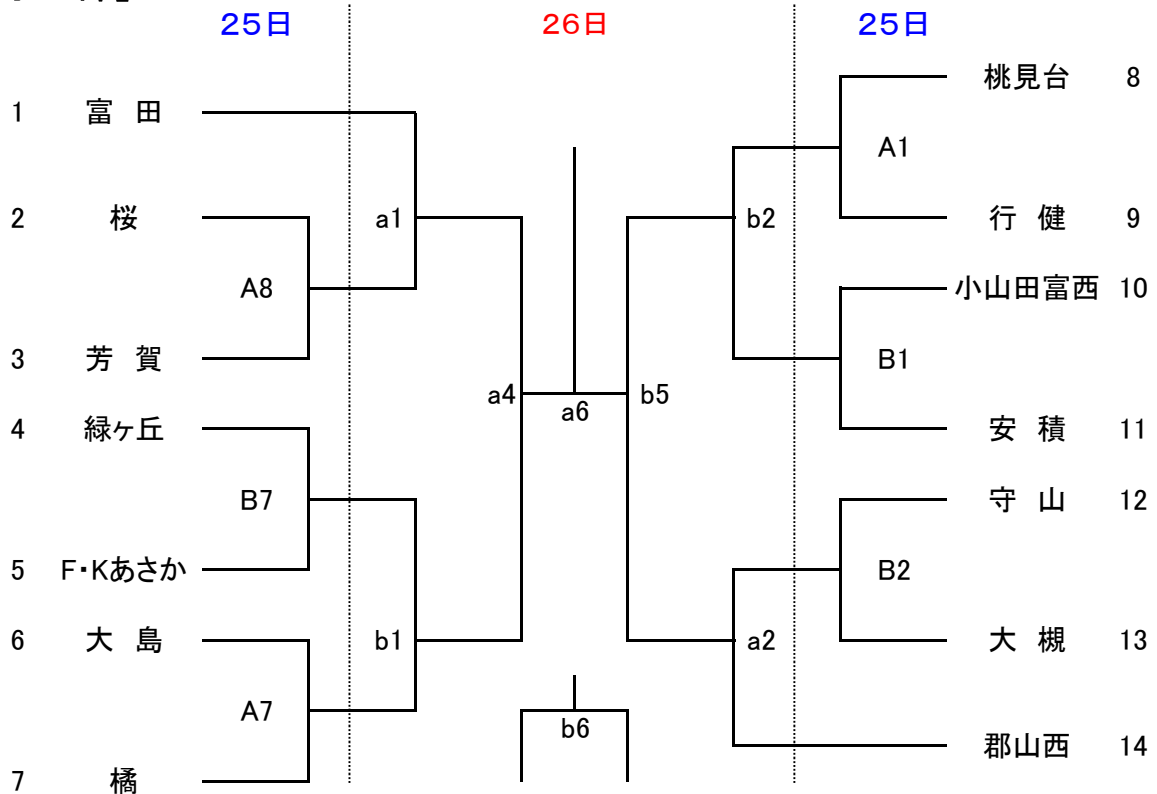 25日
26日
25日
1 富 田
2 桜
3 芳 賀
4 緑ヶ丘
5 F・Kあさか
6 大 島
7 橘
A8
B7
A7
a1
b1
a4
a6
b6
b5
b2
a2
A1
B1
B2
桃見台 8
行 健 9
小山田富西 10
安 積 11
守 山 12
大 槻 13
郡山西 14